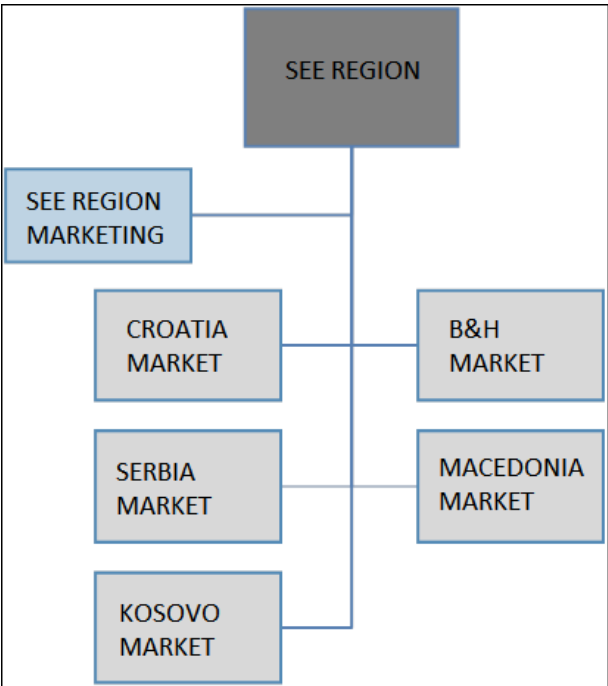 SEE REGION
SEE REGION
MARKETING
CROATIA
MARKET
B&H
MARKET
SERBIA
MARKET
MACEDONIA
MARKET
KOSOVO
MARKET